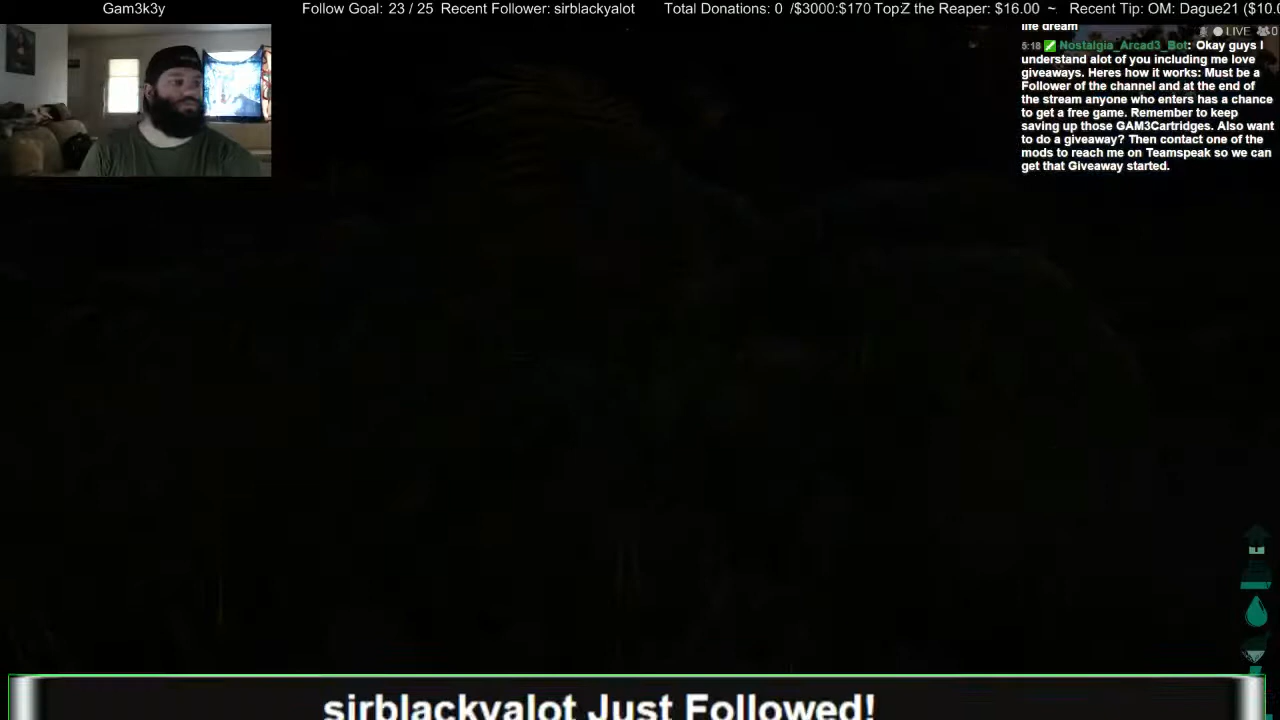 Gam3k3y
Follow Goal: 23 / 25 Recent Follower: sirblackyalot
Total Donations: 0 /$3000:$170 Top:Z the Reaper: $16.00 ~ Recent Tip: OM: Dague21 ($10.0
life dream
LIVE 0
5:18 Nostalgia_Arcad3_Bot: Okay guys I
understand alot of you including me love
giveaways. Heres how it works: Must be a
Follower of the channel and at the end of
the stream anyone who enters has a chance
to get a free game. Remember to keep
saving up those GAM3Cartridges. Also want
to do a giveaway? Then contact one of the
mods to reach me on Teamspeak so we can
get that Giveaway started.
sirblackyalot Just Followed!